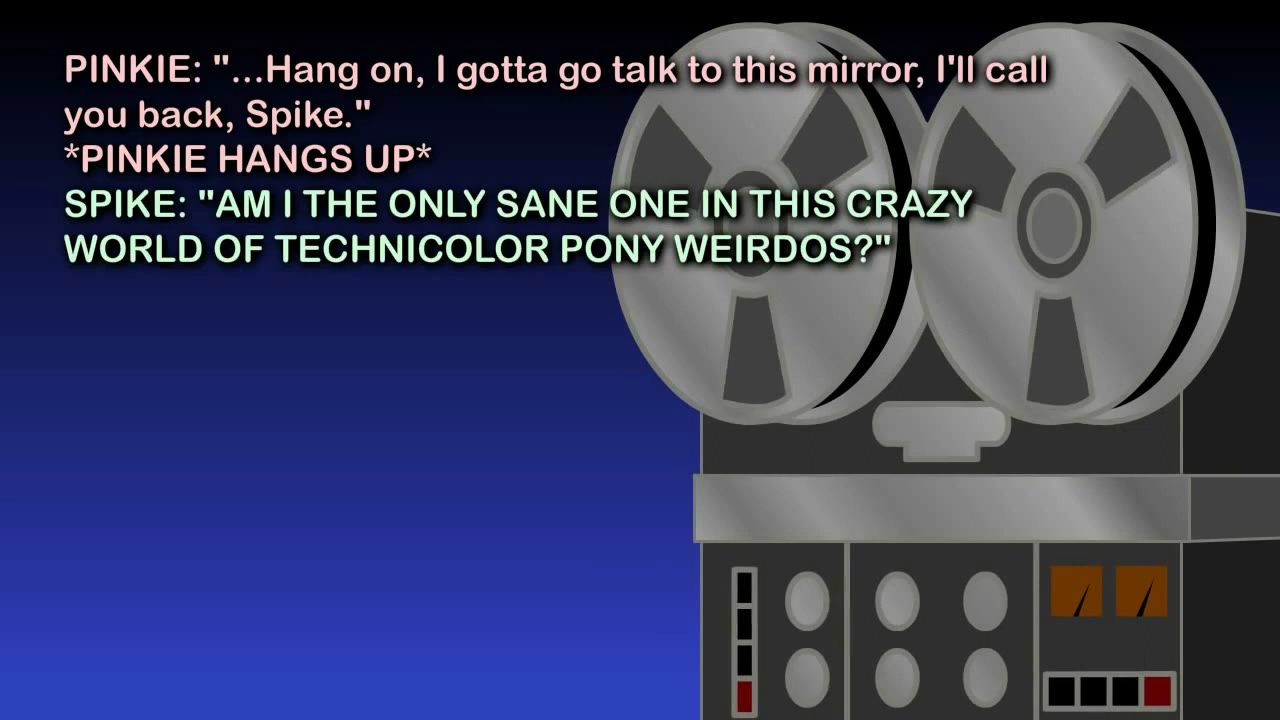 PINKIE: "...Hang on, I gotta go talk to this mirror, I'll call
you back, Spike."
*PINKIE HANGS UP*
SPIKE: "AM I THE ONLY SANE ONE IN THIS CRAZY
WORLD OF TECHNICOLOR PONY WEIRDOS?"